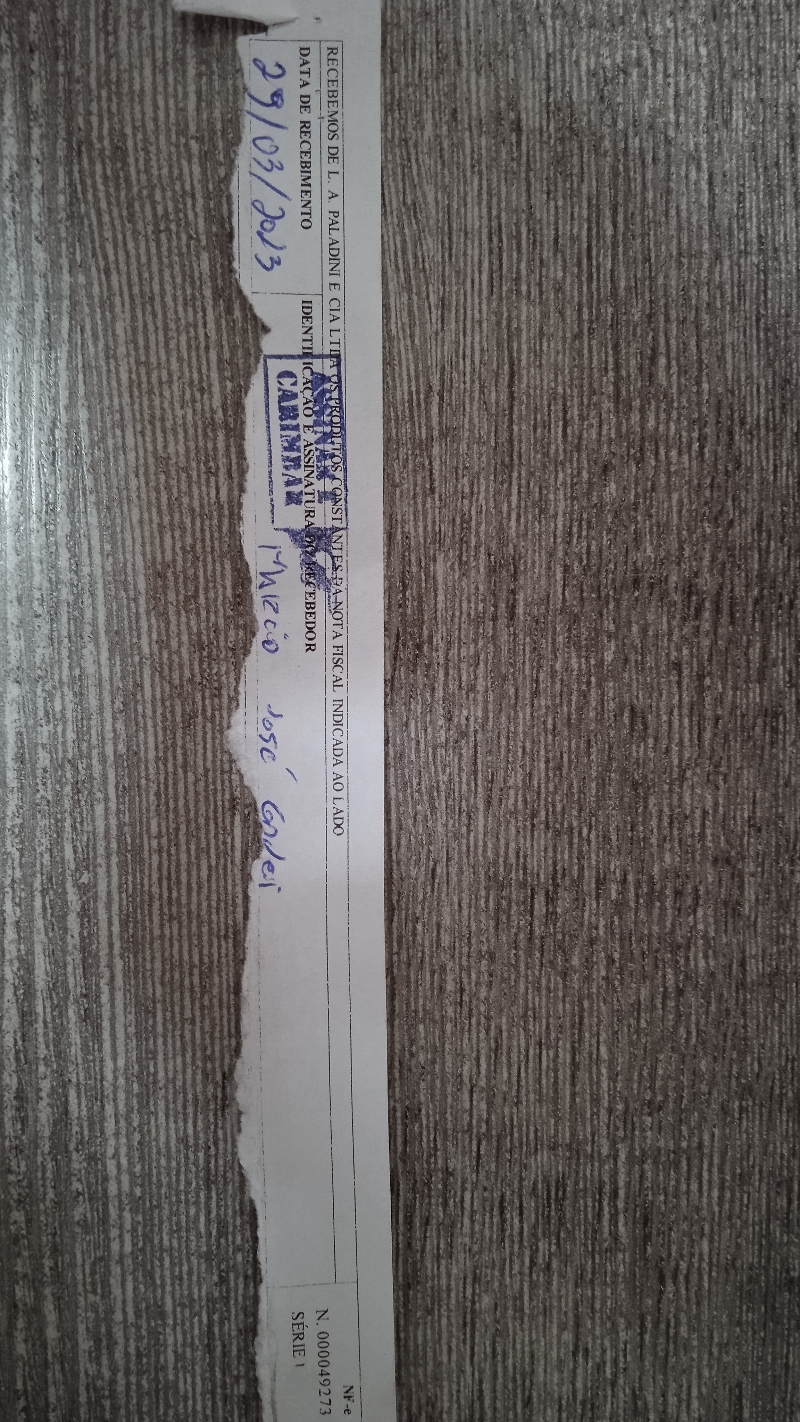 RECEBEMOS DE L. A. PALADINI E CIA LTDA OS PRODUTOS CONSTANTES DA NOTA FISCAL INDICADA AO LADO
DATA DE RECEBIMENTO
29/03/2023
IDENTIFICAÇÃO E ASSINATURA DO RECEBEDOR
ASSINAR E
CARIMBAR
José
NF-e
N. 000049273
SÉRIE 1